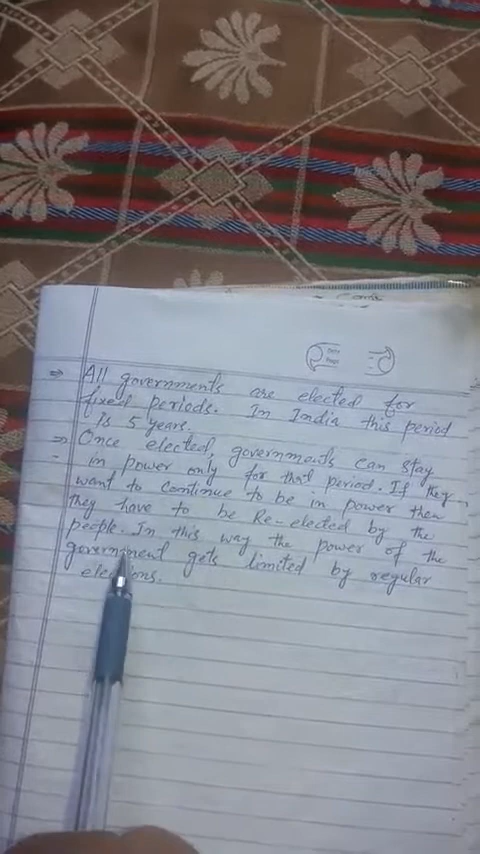 ⇒ All governments are elected for
fixed periods. In India this period
is 5 years.
⇒ Once elected, governments can stay
in power only for that period. If they
want to continue to be in power then
they have to be Re-elected by the
people. In this way the power of the
government gets limited by regular
elections.